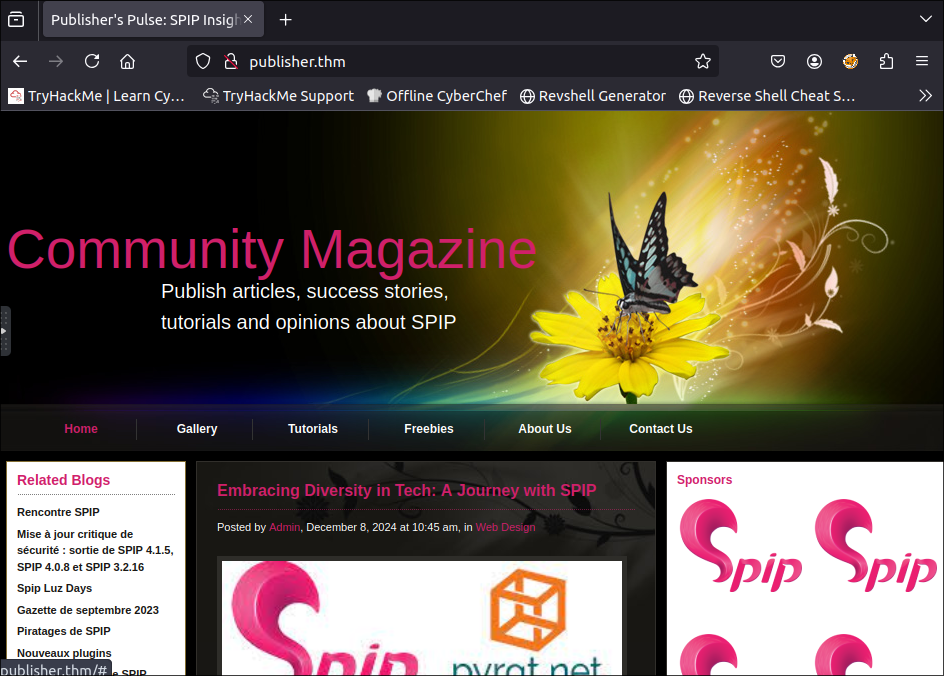 Publisher's Pulse: SPIP Insigh
publisher.thm
TryHackMe | Learn Cy…
TryHackMe Support
Offline CyberChef
Revshell Generator
Reverse Shell Cheat S…
Community Magazine
Publish articles, success stories,
tutorials and opinions about SPIP
Home
Gallery
Tutorials
Freebies
About Us
Contact Us
Related Blogs
Rencontre SPIP
Mise à jour critique de
sécurité : sortie de SPIP 4.1.5,
SPIP 4.0.8 et SPIP 3.2.16
Spip Luz Days
Gazette de septembre 2023
Piratages de SPIP
Nouveaux plugins
SPIP
publisher.thm/#
Embracing Diversity in Tech: A Journey with SPIP
Posted by Admin, December 8, 2024 at 10:45 am, in Web Design
Spip
pyrat.net
Sponsors
Spip
Spip